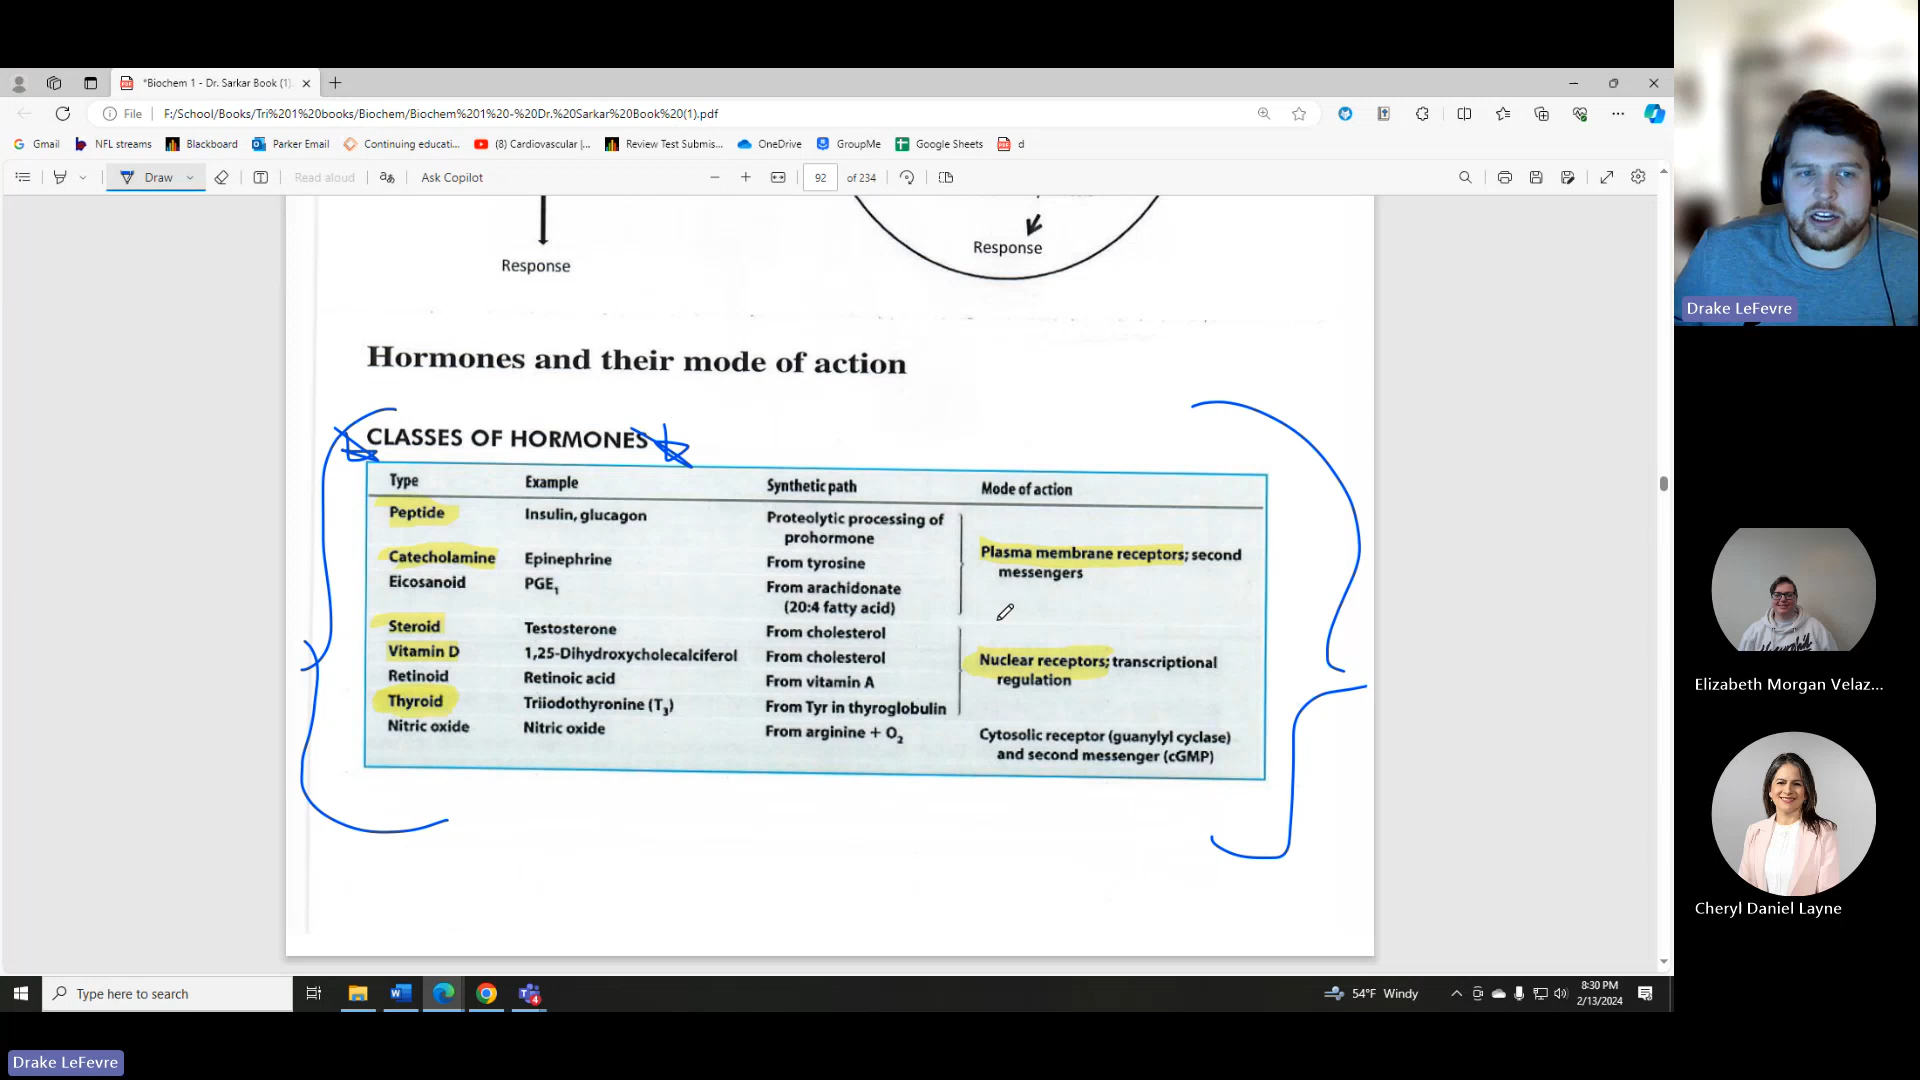 *Biochem 1 - Dr. Sarkar Book (1).
File
F:/School/Books/Tri%201%20books/Biochem/Biochem%201%20-%20Dr.%20Sarkar%20Book%20(1).pdf
Gmail
NFL streams
Blackboard
Parker Email
Continuing educati...
(8) Cardiovascular |...
Review Test Submis...
OneDrive
GroupMe
Google Sheets
d
Draw
Read aloud
Ask Copilot
92
of 234
Response
Response
Hormones and their mode of action
CLASSES OF HORMONES
Type Example Synthetic path Mode of action
Peptide Insulin, glucagon Proteolytic processing of
prohormone
Plasma membrane receptors; second
messengers
Catecholamine Epinephrine From tyrosine
Eicosanoid PGE1 From arachidonate
(20:4 fatty acid)
Steroid Testosterone From cholesterol
Vitamin D 1,25-Dihydroxycholecalciferol From cholesterol
Nuclear receptors; transcriptional
regulation
Retinoid Retinoic acid From vitamin A
Thyroid Triiodothyronine (T3) From Tyr in thyroglobulin
Nitric oxide Nitric oxide From arginine + O2 Cytosolic receptor (guanylyl cyclase)
and second messenger (cGMP)
Drake LeFevre
Elizabeth Morgan Velaz...
Cheryl Daniel Layne
Type here to search
54°F Windy
8:30 PM
2/13/2024
Drake LeFevre